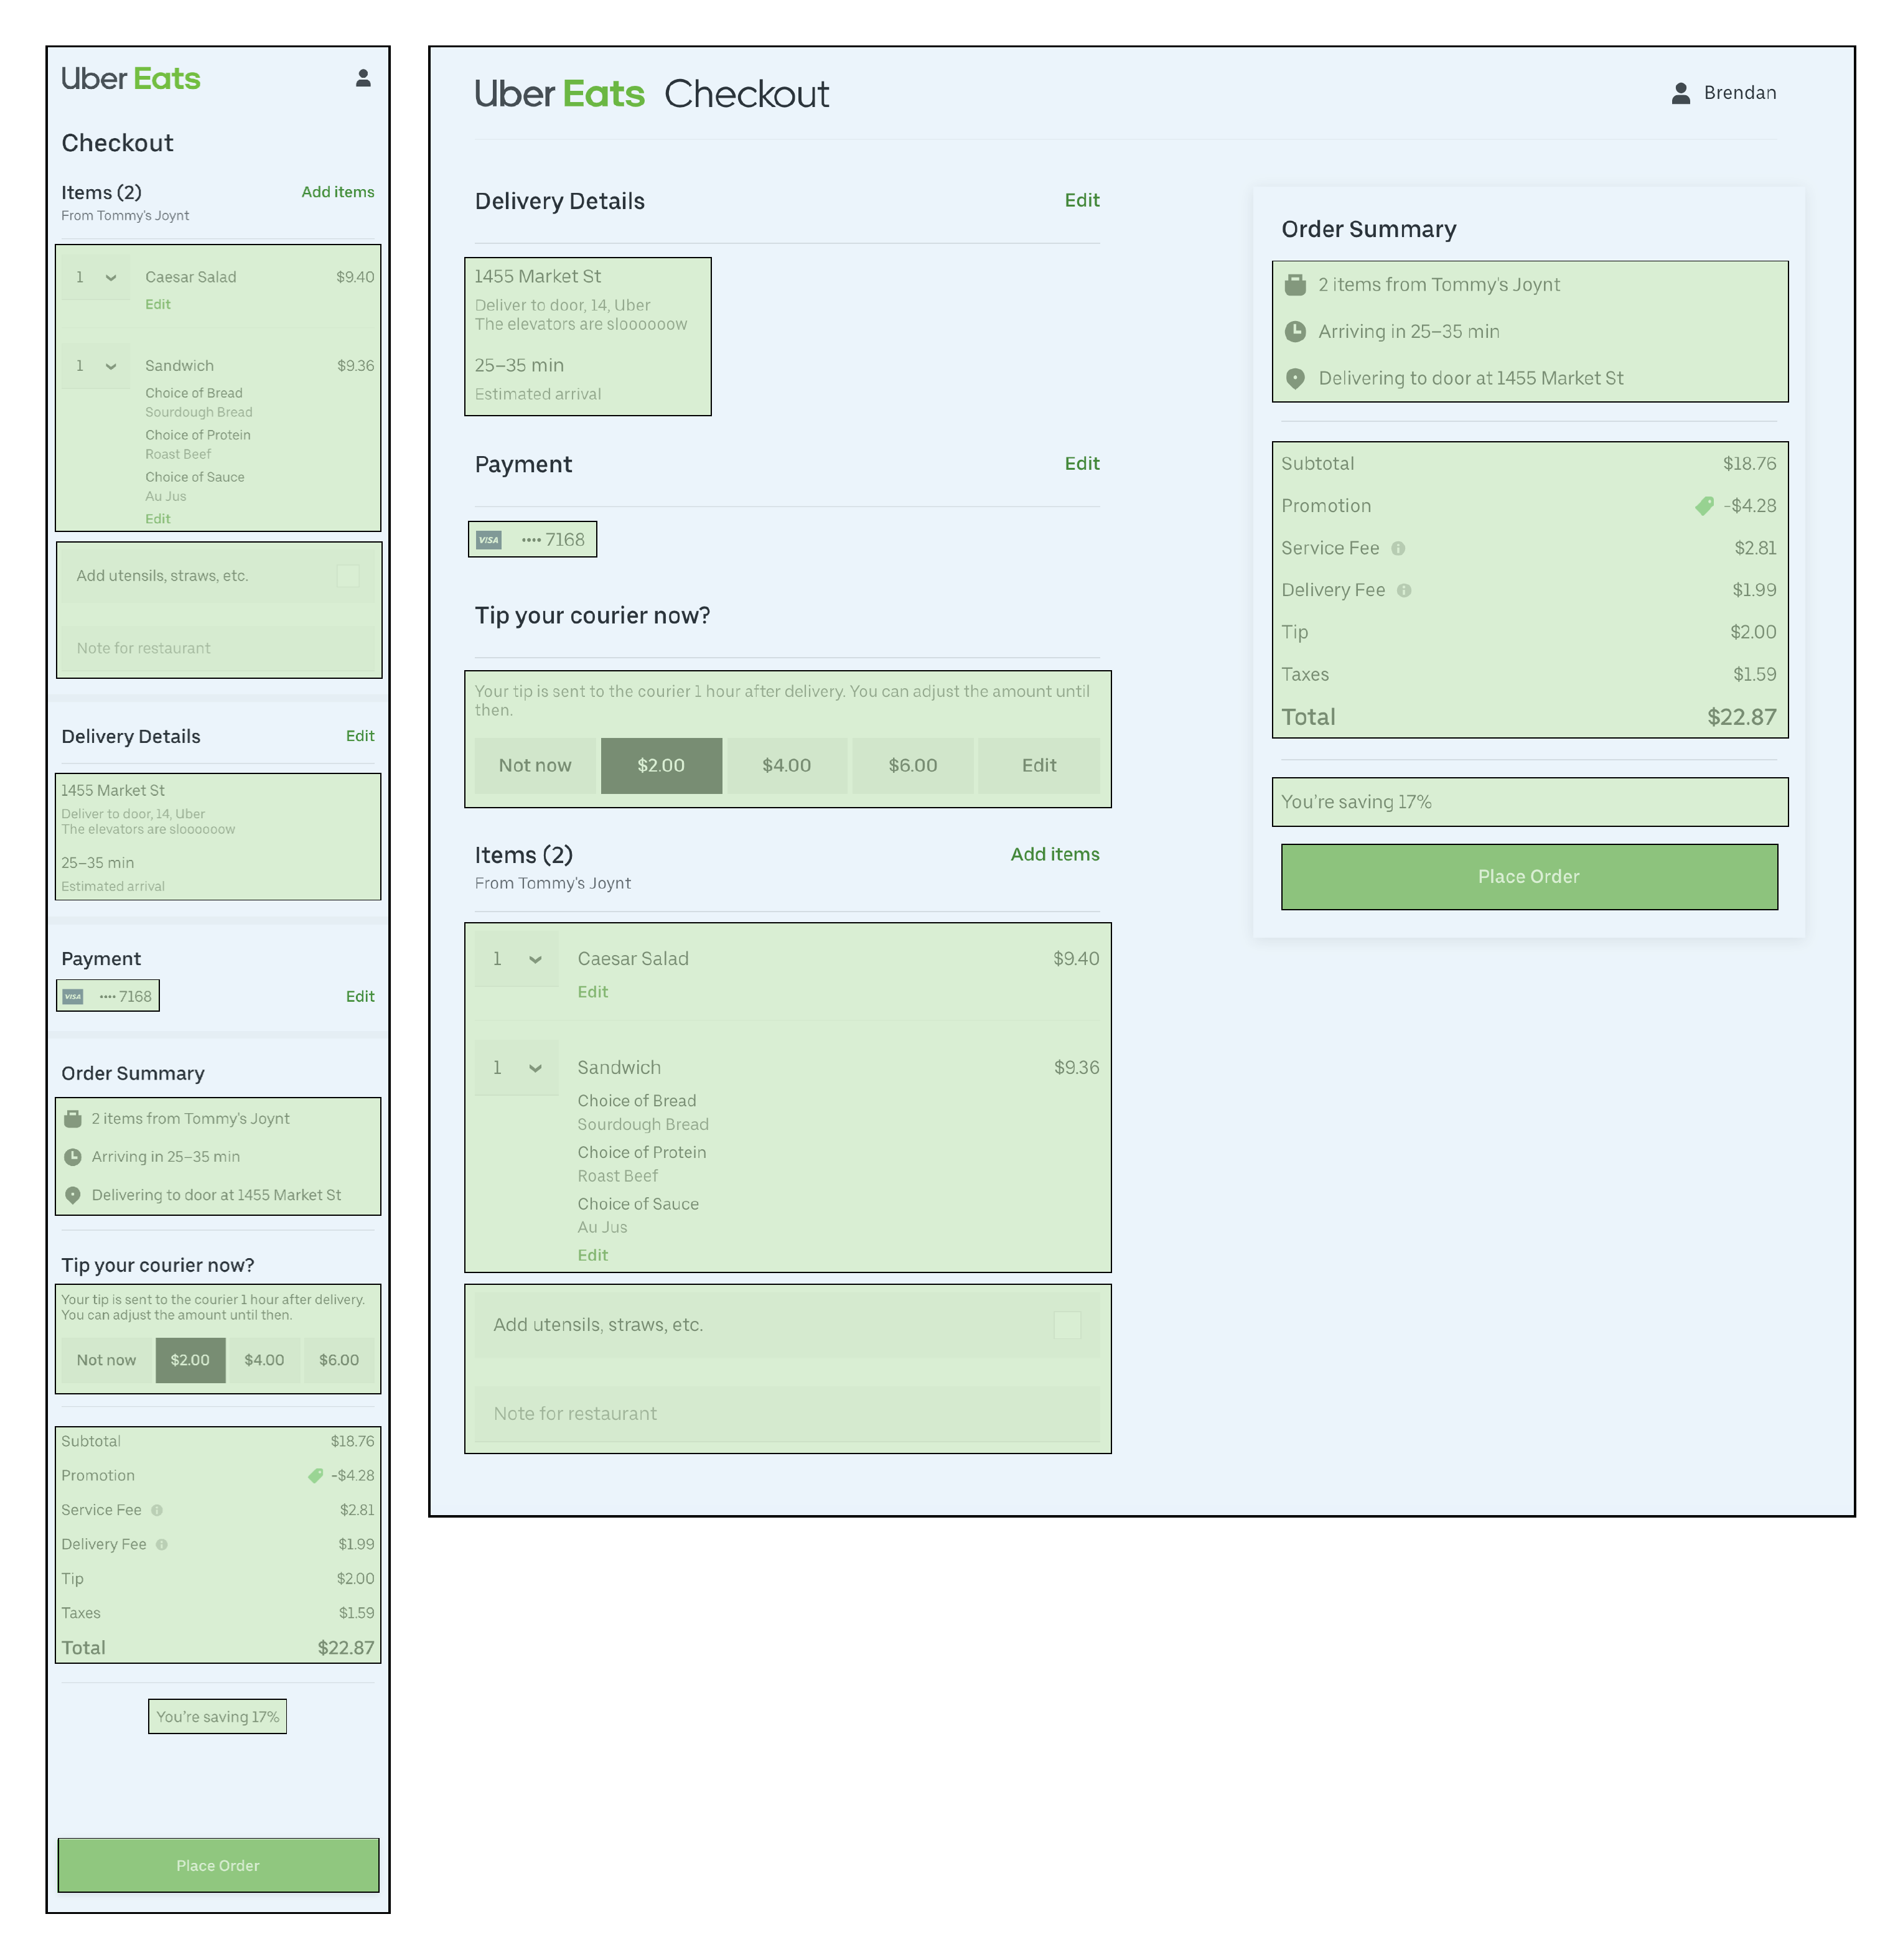 Uber Eats
Checkout
Items (2) Add items
From Tommy's Joynt
1 Caesar Salad $9.40
Edit
1 Sandwich $9.36
Choice of Bread
Sourdough Bread
Choice of Protein
Roast Beef
Choice of Sauce
Au Jus
Edit
Add utensils, straws, etc.
Note for restaurant
Delivery Details Edit
1455 Market St
Deliver to door, 14, Uber
The elevators are sloooooow
25–35 min
Estimated arrival
Payment
VISA •••• 7168 Edit
Order Summary
2 items from Tommy's Joynt
Arriving in 25–35 min
Delivering to door at 1455 Market St
Tip your courier now?
Your tip is sent to the courier 1 hour after delivery.
You can adjust the amount until then.
Not now $2.00 $4.00 $6.00
Subtotal $18.76
Promotion -$4.28
Service Fee $2.81
Delivery Fee $1.99
Tip $2.00
Taxes $1.59
Total $22.87
You're saving 17%
Place Order
Uber Eats Checkout Brendan
Delivery Details Edit
1455 Market St
Deliver to door, 14, Uber
The elevators are sloooooow
25–35 min
Estimated arrival
Payment Edit
VISA •••• 7168
Tip your courier now?
Your tip is sent to the courier 1 hour after delivery. You can adjust the amount until
then.
Not now $2.00 $4.00 $6.00 Edit
Items (2) Add items
From Tommy's Joynt
1 Caesar Salad $9.40
Edit
1 Sandwich $9.36
Choice of Bread
Sourdough Bread
Choice of Protein
Roast Beef
Choice of Sauce
Au Jus
Edit
Add utensils, straws, etc.
Note for restaurant
Order Summary
2 items from Tommy's Joynt
Arriving in 25–35 min
Delivering to door at 1455 Market St
Subtotal $18.76
Promotion -$4.28
Service Fee $2.81
Delivery Fee $1.99
Tip $2.00
Taxes $1.59
Total $22.87
You're saving 17%
Place Order